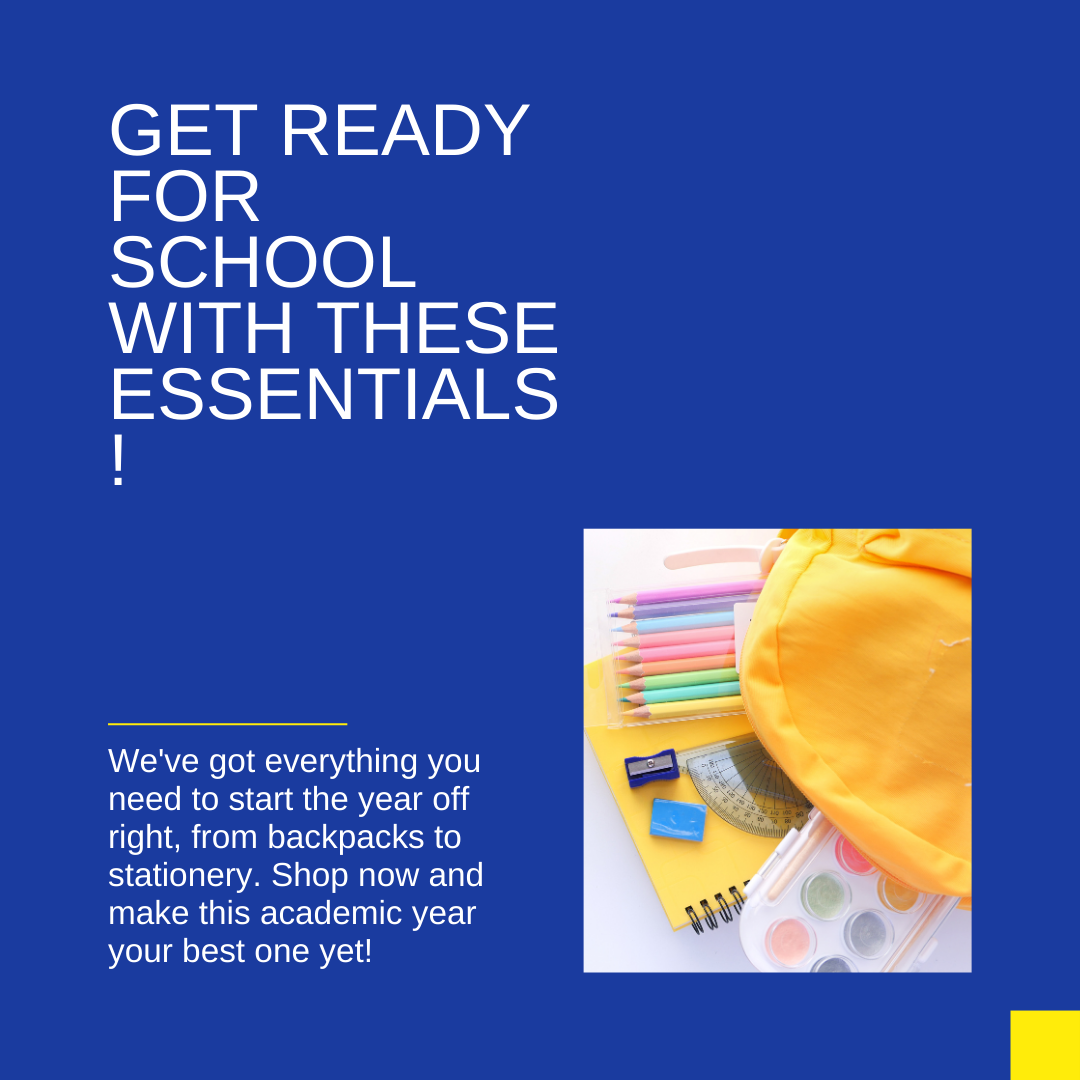 GET READY
FOR
SCHOOL
WITH THESE
ESSENTIALS
!
We've got everything you
need to start the year off
right, from backpacks to
stationery. Shop now and
make this academic year
your best one yet!